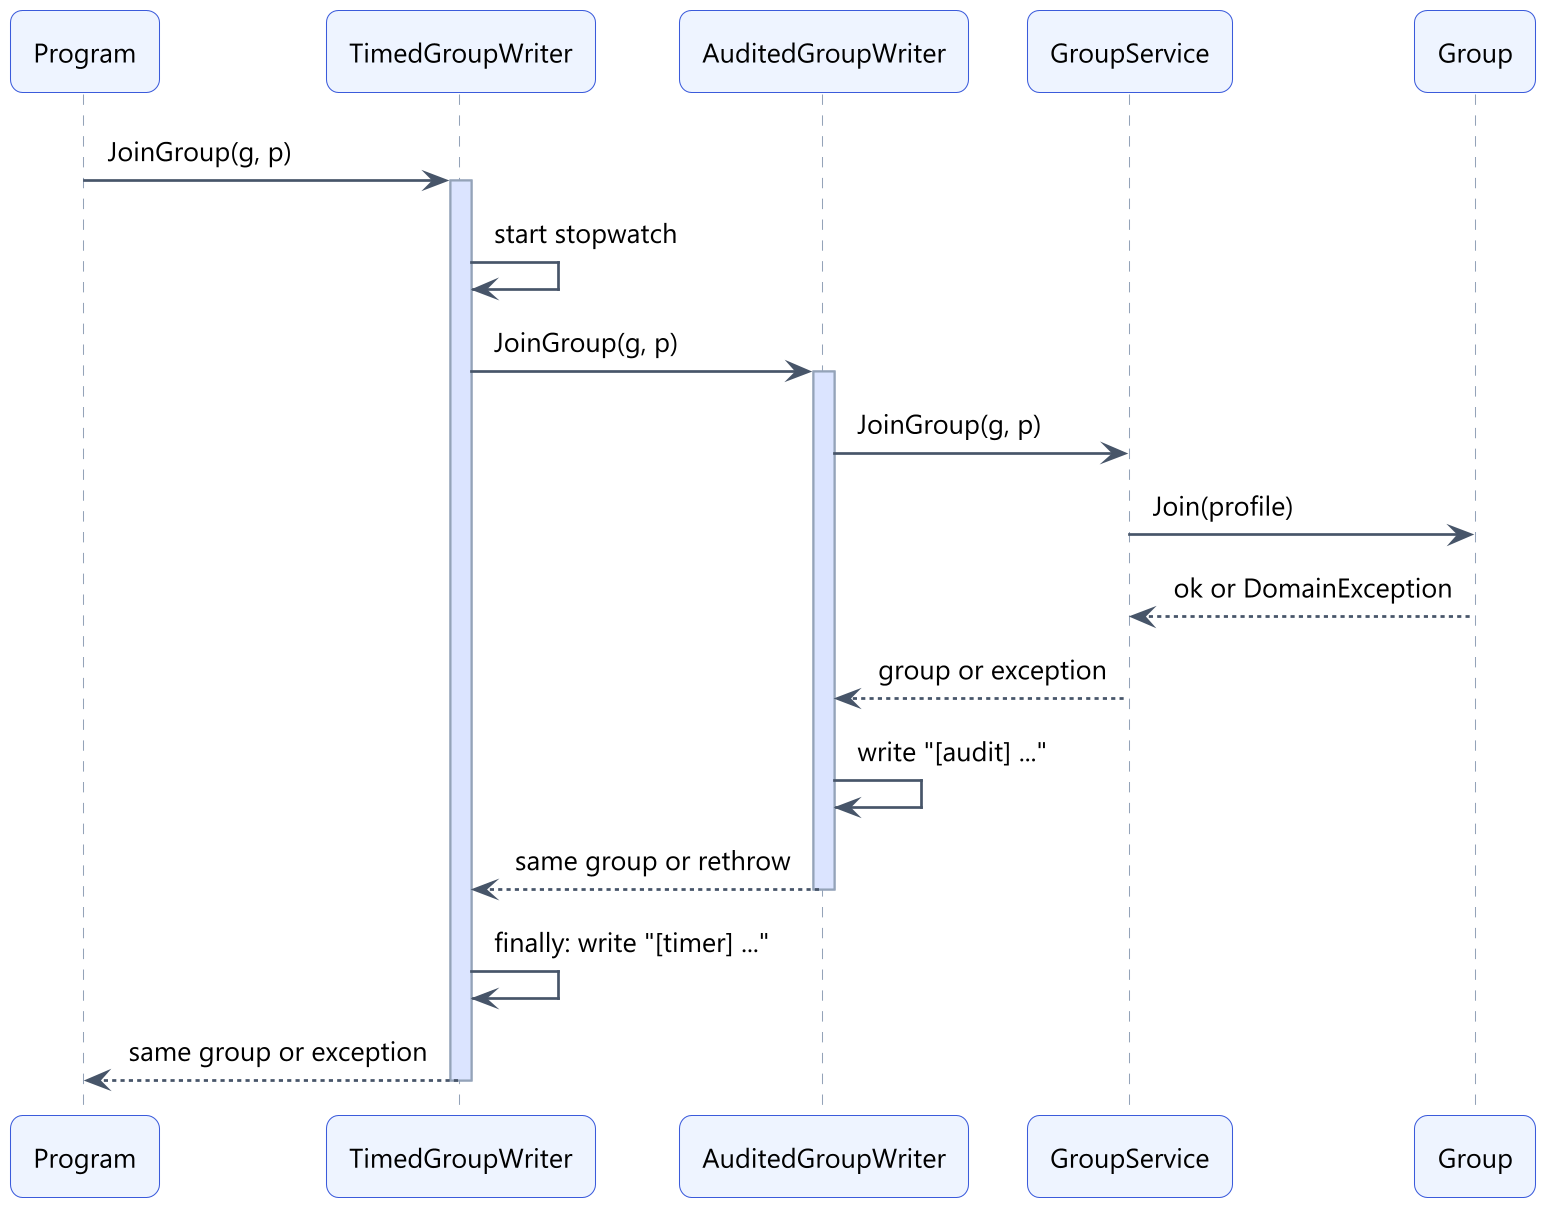 Program
TimedGroupWriter
AuditedGroupWriter
GroupService
Group
JoinGroup(g, p)
start stopwatch
JoinGroup(g, p)
JoinGroup(g, p)
Join(profile)
ok or DomainException
group or exception
write "[audit] ..."
same group or rethrow
finally: write "[timer] ..."
same group or exception
Program
TimedGroupWriter
AuditedGroupWriter
GroupService
Group